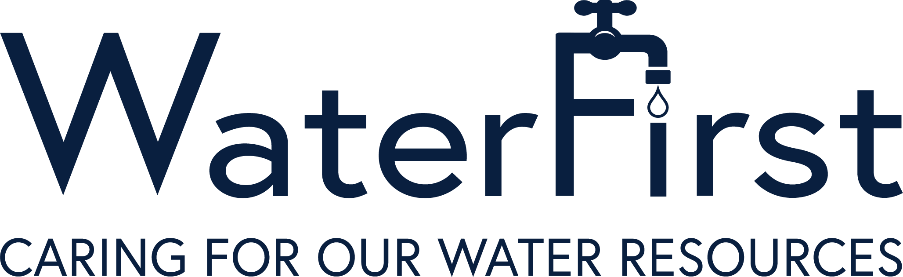 WaterFirst
CARING FOR OUR WATER RESOURCES